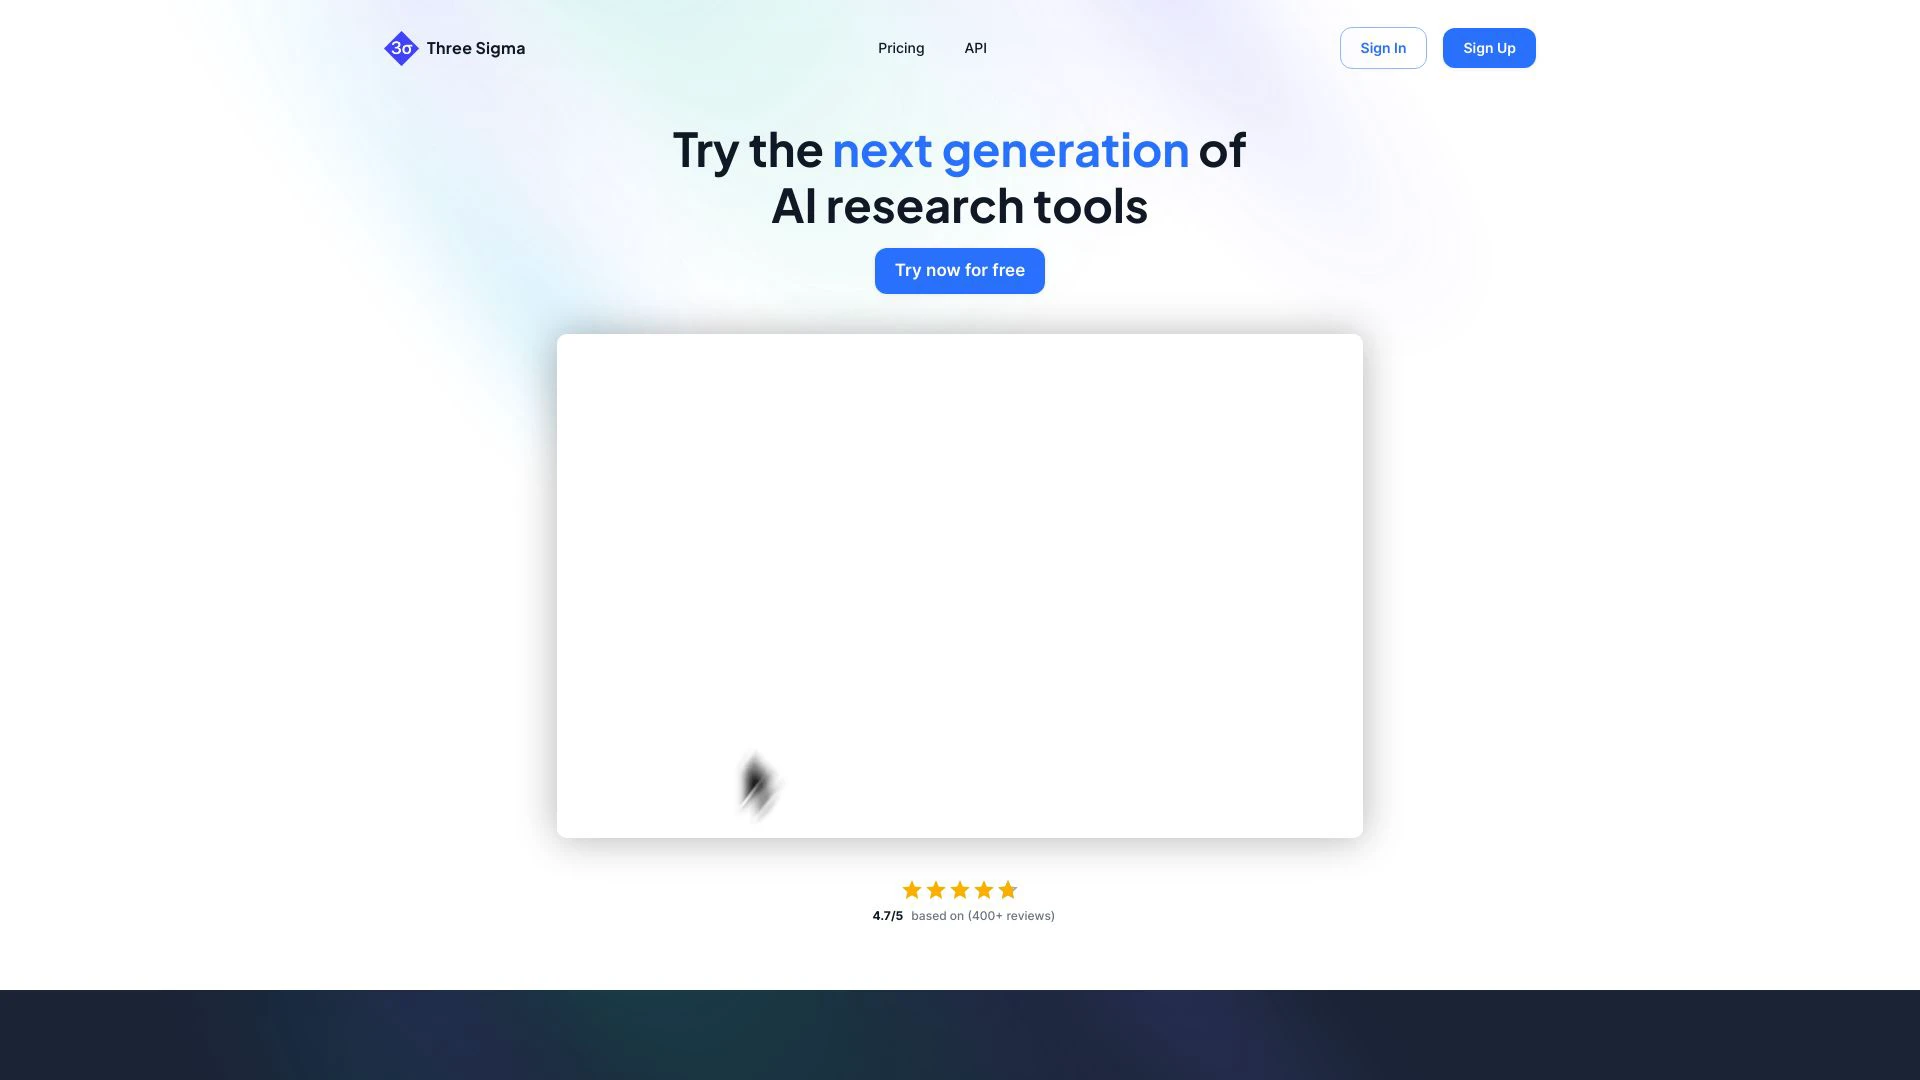 3σ Three Sigma
Pricing API
Sign In Sign Up
Try the next generation of
AI research tools
Try now for free
4.7/5 based on (400+ reviews)